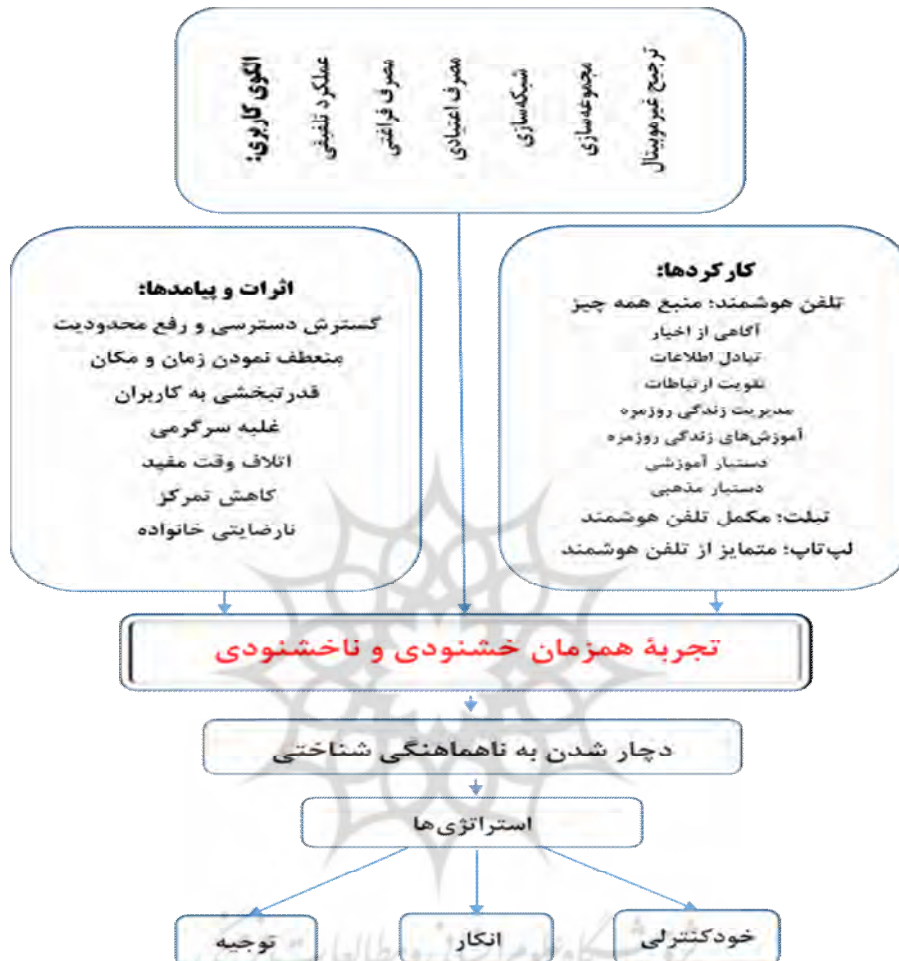 الگوی کاربری:
عملکرد تلفیقی
مصرف فراغتی
مصرف اعتیادی
شبکه‌سازی
مجموعه‌سازی
ترجیح غیرموبیتال
کارکردها:
تلفن هوشمند؛ منبع همه چیز
آگاهی از اخبار
تبادل اطلاعات
تقویت ارتباطات
مدیریت زندگی روزمره
آموزش‌های زندگی روزمره
دستیار آموزشی
دستیار مذهبی
تبلت؛ مکمل تلفن هوشمند
لپ‌تاپ؛ متمایز از تلفن هوشمند
اثرات و پیامدها:
گسترش دسترسی و رفع محدودیت
منعطف نمودن زمان و مکان
قدرتبخشی به کاربران
غلبه سرگرمی
اتلاف وقت مفید
کاهش تمرکز
نارضایتی خانواده
تجربۀ همزمان خشنودی و ناخشنودی
دچار شدن به ناهماهنگی شناختی
استراتژی‌ها
خودکنترلی
انکار
توجیه